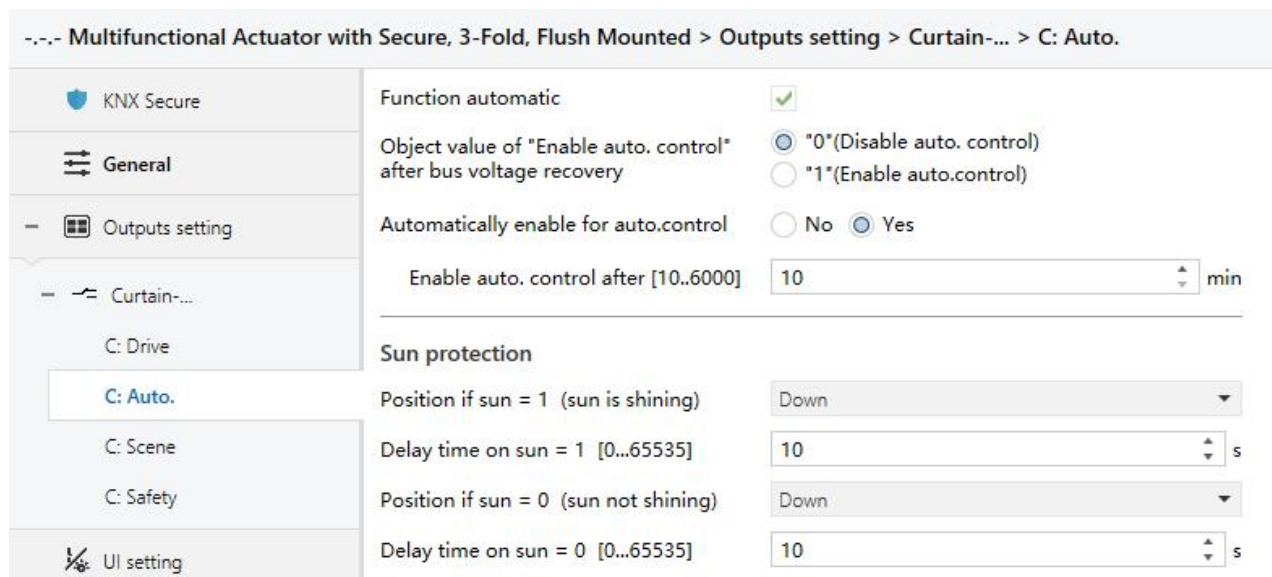 -.-.- Multifunctional Actuator with Secure, 3-Fold, Flush Mounted > Outputs setting > Curtain-... > C: Auto.
KNX Secure
General
Outputs setting
Curtain-...
C: Drive
C: Auto.
C: Scene
C: Safety
UI setting
Function automatic
Object value of "Enable auto. control"
after bus voltage recovery
"0"(Disable auto. control)
"1"(Enable auto.control)
Automatically enable for auto.control
No Yes
Enable auto. control after [10..6000] 10 min
Sun protection
Position if sun = 1 (sun is shining) Down
Delay time on sun = 1 [0...65535] 10 s
Position if sun = 0 (sun not shining) Down
Delay time on sun = 0 [0...65535] 10 s